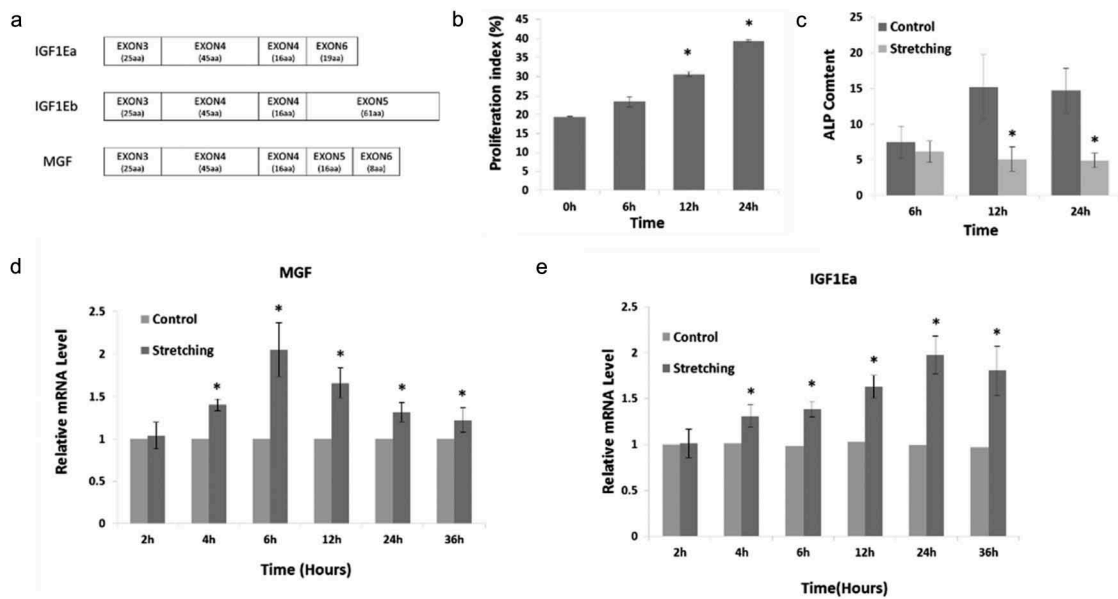 a
IGF1Ea
EXON3 EXON4 EXON4 EXON6
(25aa) (45aa) (16aa) (19aa)
IGF1Eb
EXON3 EXON4 EXON4 EXON5
(25aa) (45aa) (16aa) (61aa)
MGF
EXON3 EXON4 EXON4 EXON5 EXON6
(25aa) (45aa) (16aa) (16aa) (8aa)
b
Proliferation index (%)
45
40
35
30
25
20
15
10
5
0
* *
0h 6h 12h 24h
Time
c
ALP Comtent
25
20
15
10
5
0
Control
Stretching
* *
6h 12h 24h
Time
d
MGF
Relative mRNA Level
2.5
2
1.5
1
0.5
0
Control
Stretching
* * * * *
2h 4h 6h 12h 24h 36h
Time (Hours)
e
IGF1Ea
Relative mRNA Level
2.5
2
1.5
1
0.5
0
Control
Stretching
* * * * *
2h 4h 6h 12h 24h 36h
Time(Hours)